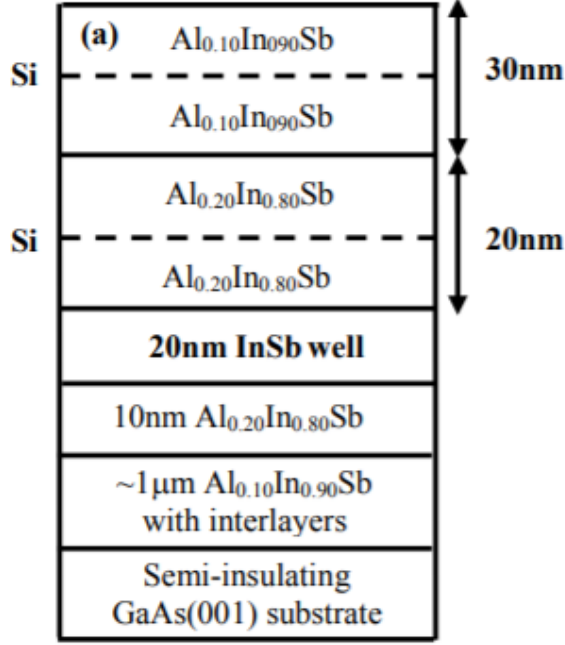 (a) Al₀.₁₀In₀₉₀Sb
Si
Al₀.₁₀In₀₉₀Sb
30nm
Al₀.₂₀In₀.₈₀Sb
Si
Al₀.₂₀In₀.₈₀Sb
20nm
20nm InSb well
10nm Al₀.₂₀In₀.₈₀Sb
~1μm Al₀.₁₀In₀.₉₀Sb
with interlayers
Semi-insulating
GaAs(001) substrate